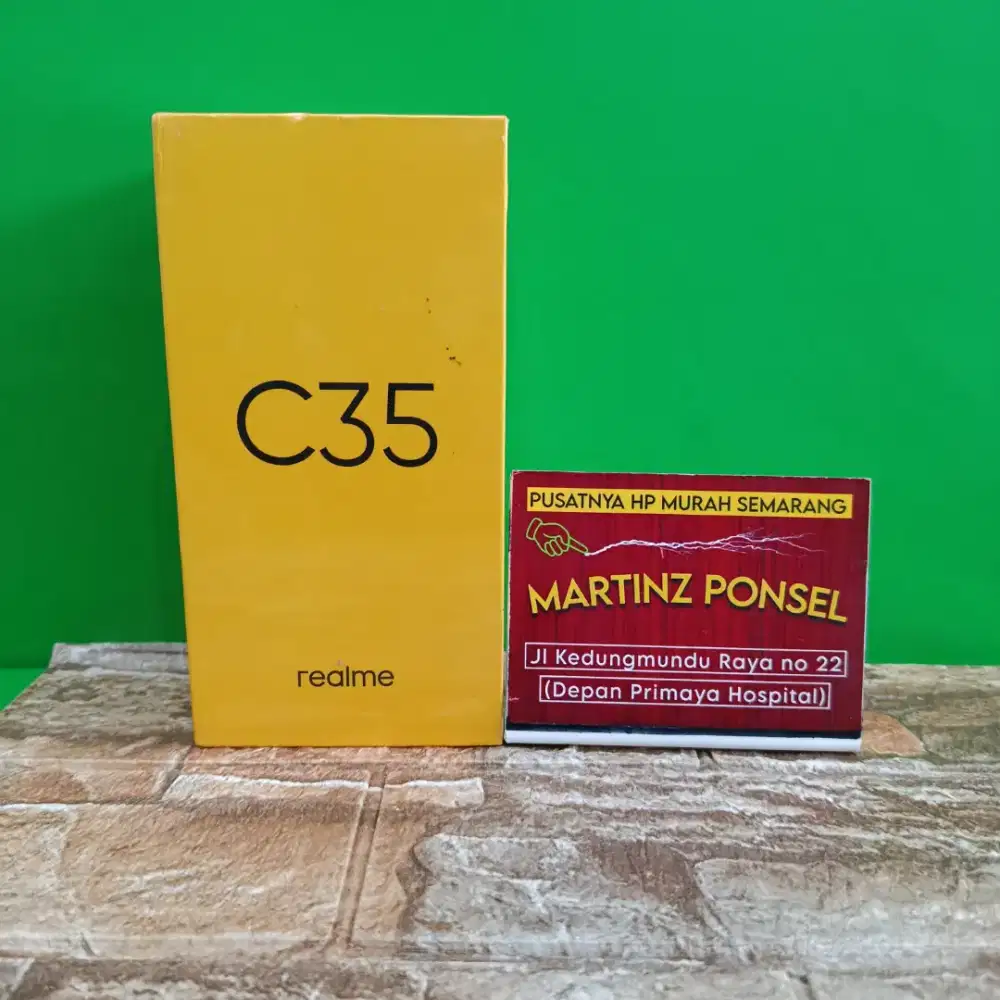 C35
realme
PUSATNYA HP MURAH SEMARANG
MARTINZ PONSEL
Jl Kedungmundu Raya no 22
(Depan Primaya Hospital)